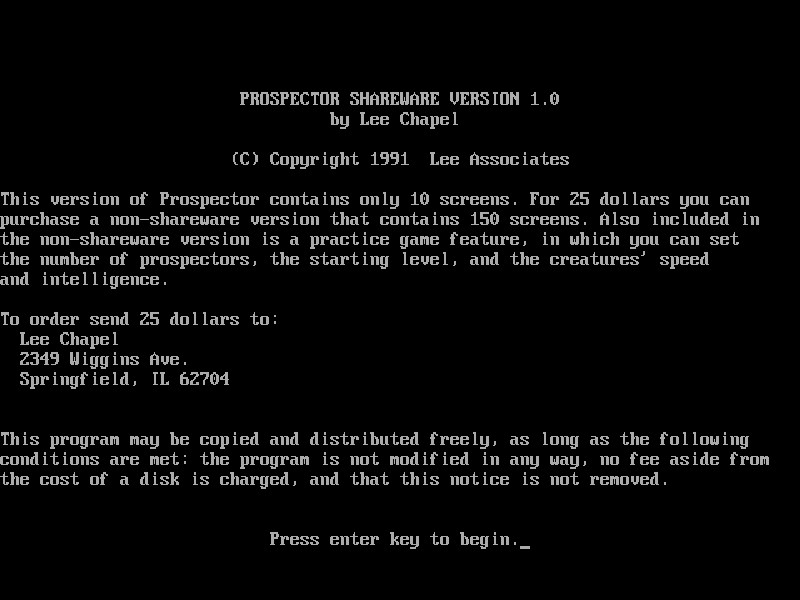 PROSPECTOR SHAREWARE VERSION 1.0
by Lee Chapel
(C) Copyright 1991  Lee Associates
This version of Prospector contains only 10 screens. For 25 dollars you can
purchase a non-shareware version that contains 150 screens. Also included in
the non-shareware version is a practice game feature, in which you can set
the number of prospectors, the starting level, and the creatures' speed
and intelligence.
To order send 25 dollars to:
Lee Chapel
2349 Wiggins Ave.
Springfield, IL 62704
This program may be copied and distributed freely, as long as the following
conditions are met: the program is not modified in any way, no fee aside from
the cost of a disk is charged, and that this notice is not removed.
Press enter key to begin._